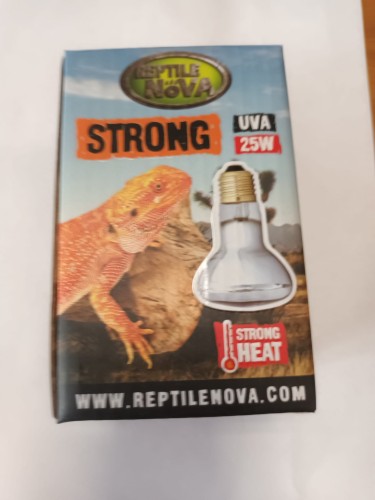 REPTILE
NOVA
STRONG
UVA
25W
STRONG
HEAT
WWW.REPTILENOVA.COM